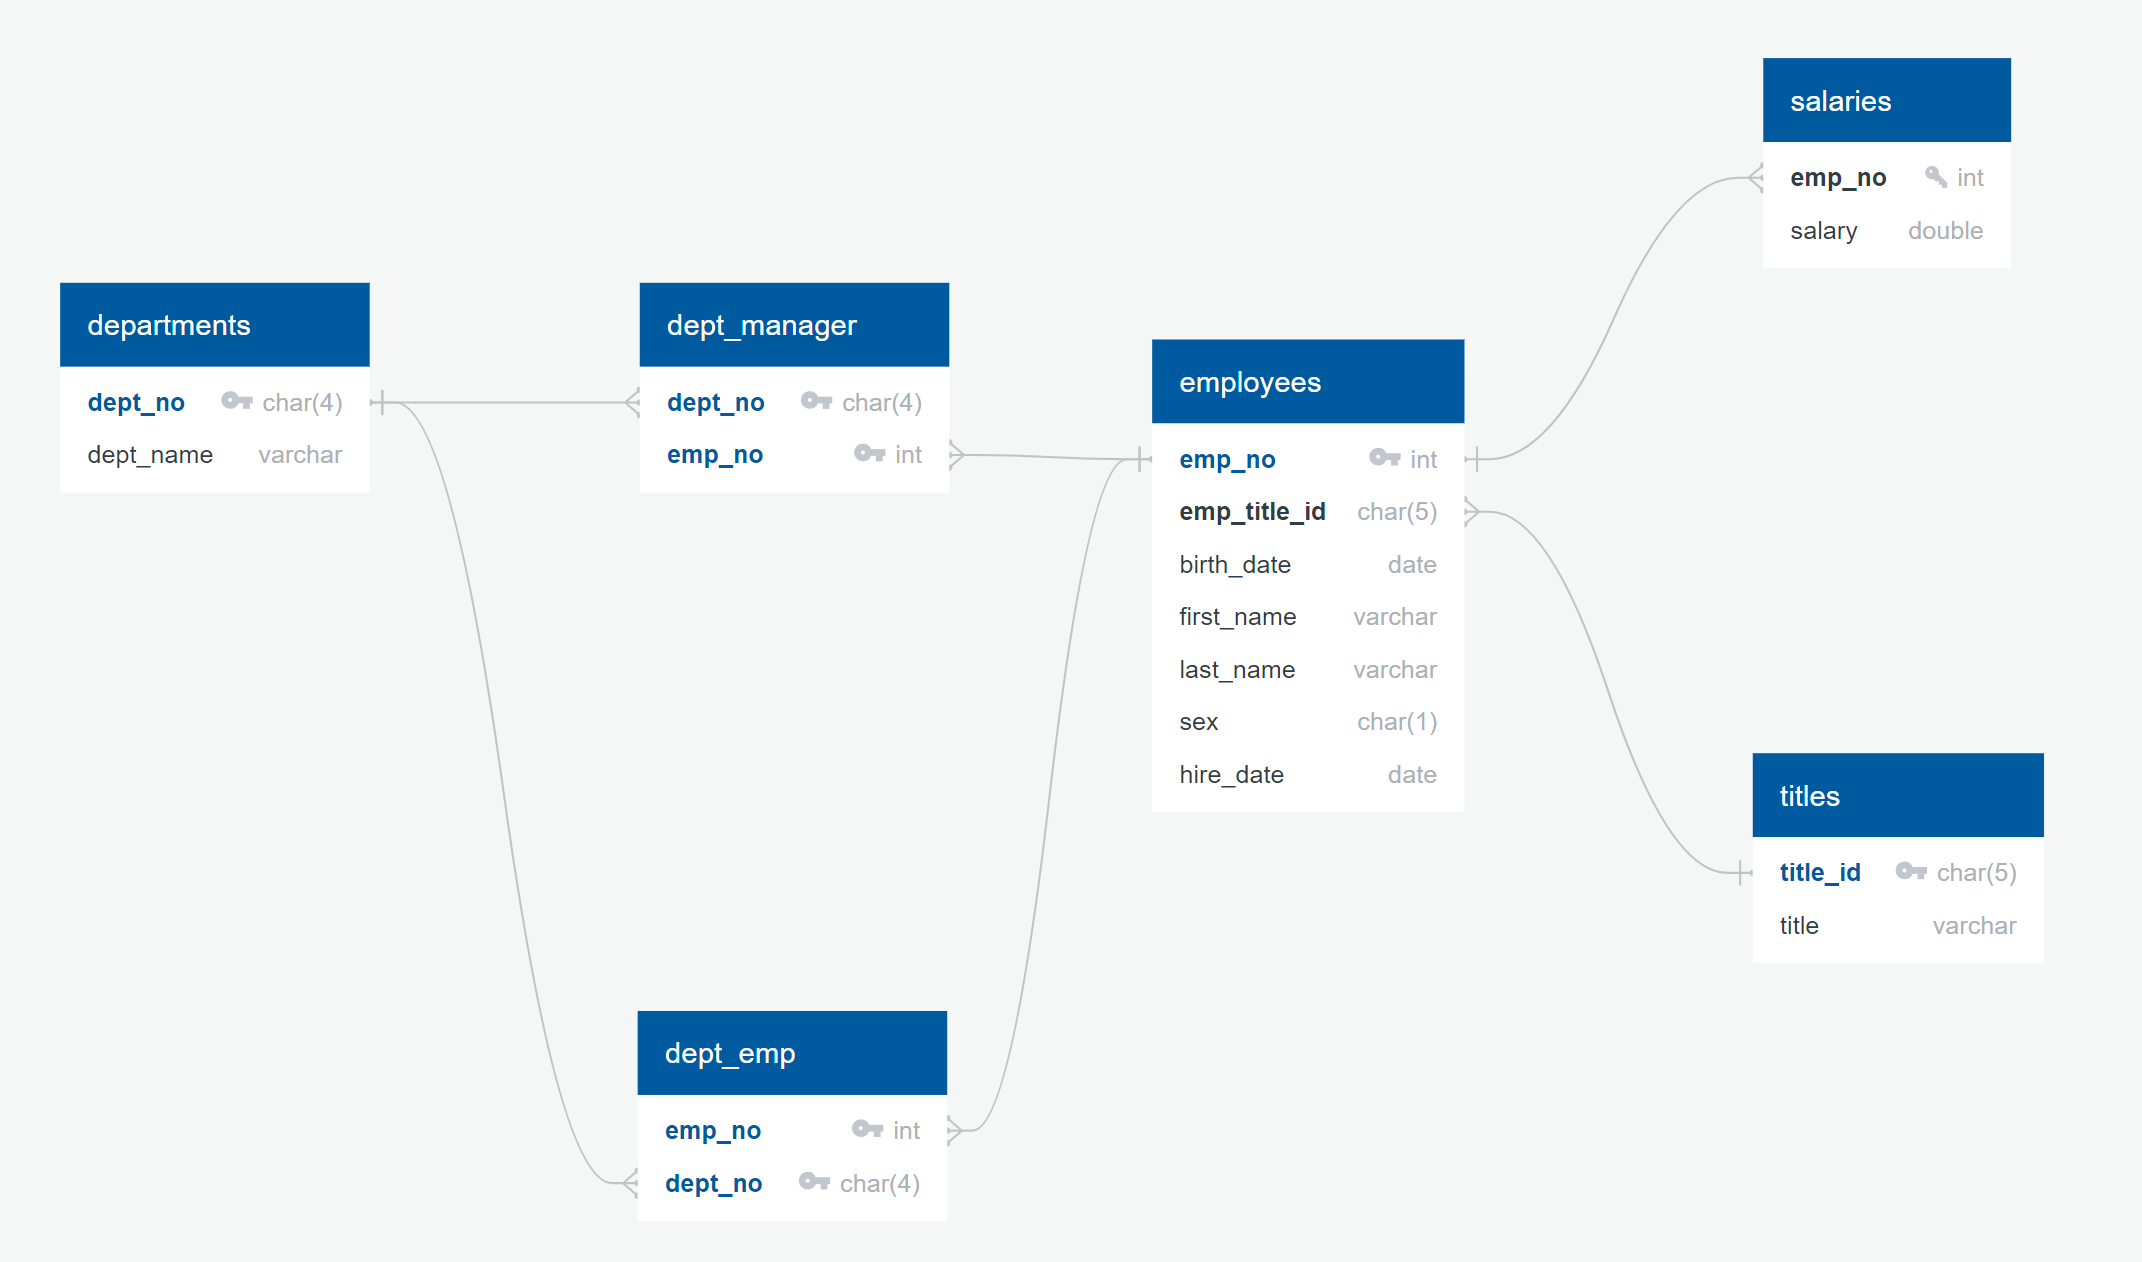 salaries
emp_no int
salary double
departments
dept_no char(4)
dept_name varchar
dept_manager
dept_no char(4)
emp_no int
employees
emp_no int
emp_title_id char(5)
birth_date date
first_name varchar
last_name varchar
sex char(1)
hire_date date
titles
title_id char(5)
title varchar
dept_emp
emp_no int
dept_no char(4)